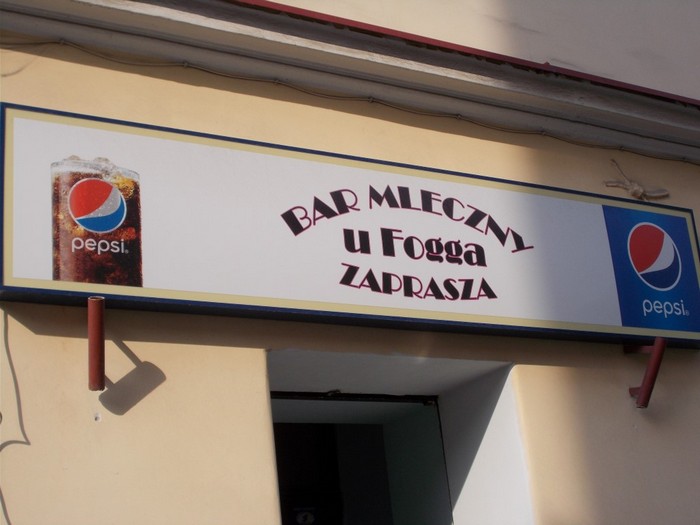 pepsi
BAR MLECZNY
u Fogga
ZAPRASZA
pepsi